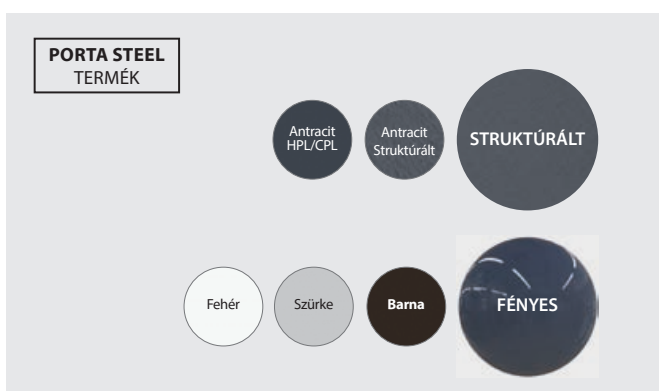 PORTA STEEL
TERMÉK
Antracit
HPL/CPL
Antracit
Struktúrált
STRUKTÚRÁLT
Fehér
Szürke
Barna
FÉNYES